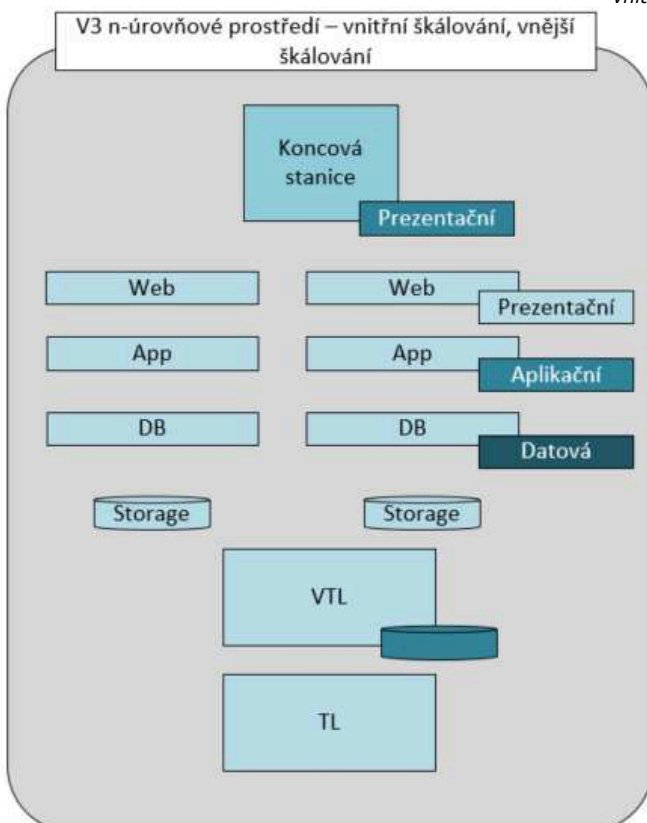 V3 n-úrovňové prostředí – vnitřní škálování, vnější
škálování
Koncová
stanice
Prezentační
Web
Web
Prezentační
App
App
Aplikační
DB
DB
Datová
Storage
Storage
VTL
TL